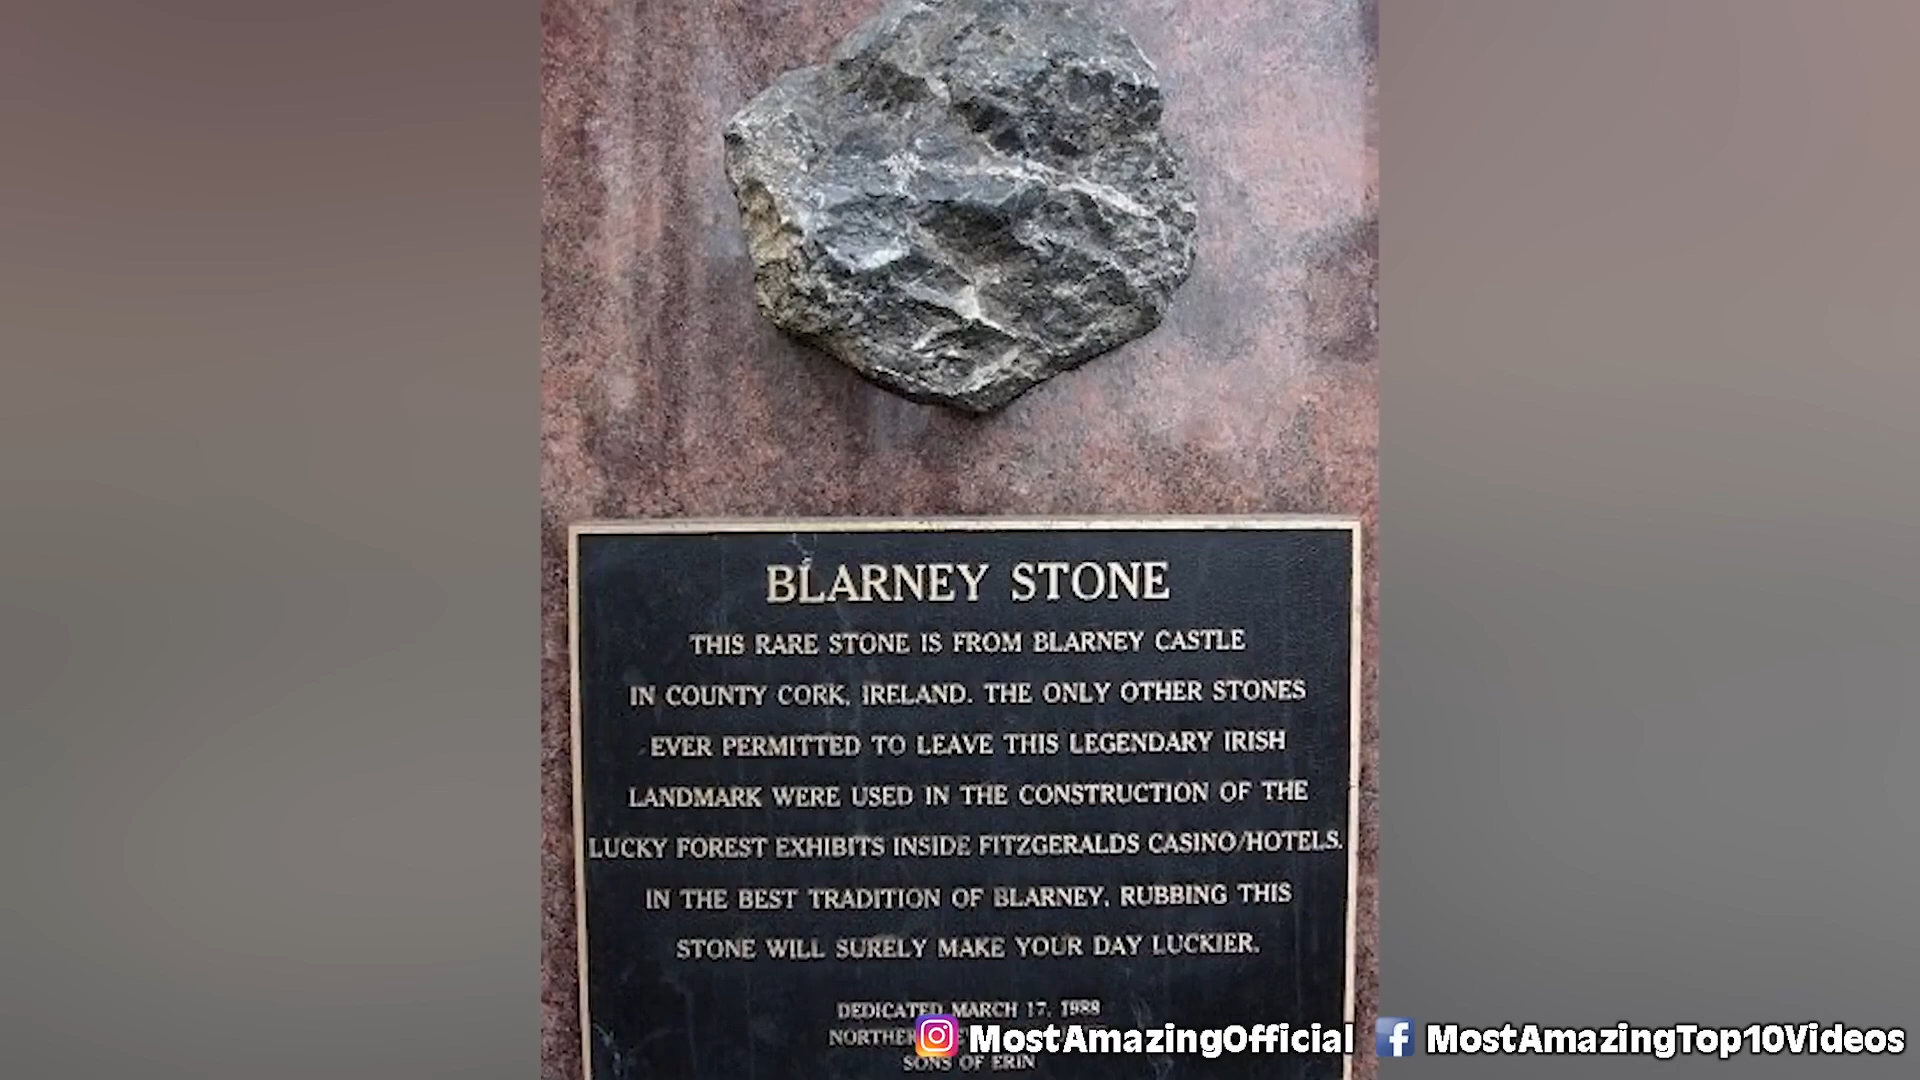 BLARNEY STONE
THIS RARE STONE IS FROM BLARNEY CASTLE
IN COUNTY CORK, IRELAND. THE ONLY OTHER STONES
EVER PERMITTED TO LEAVE THIS LEGENDARY IRISH
LANDMARK WERE USED IN THE CONSTRUCTION OF THE
LUCKY FOREST EXHIBITS INSIDE FITZGERALDS CASINO/HOTELS.
IN THE BEST TRADITION OF BLARNEY, RUBBING THIS
STONE WILL SURELY MAKE YOUR DAY LUCKIER.
DEDICATED MARCH 17, 1988
SONS OF ERIN
MostAmazingOfficial
MostAmazingTop10Videos